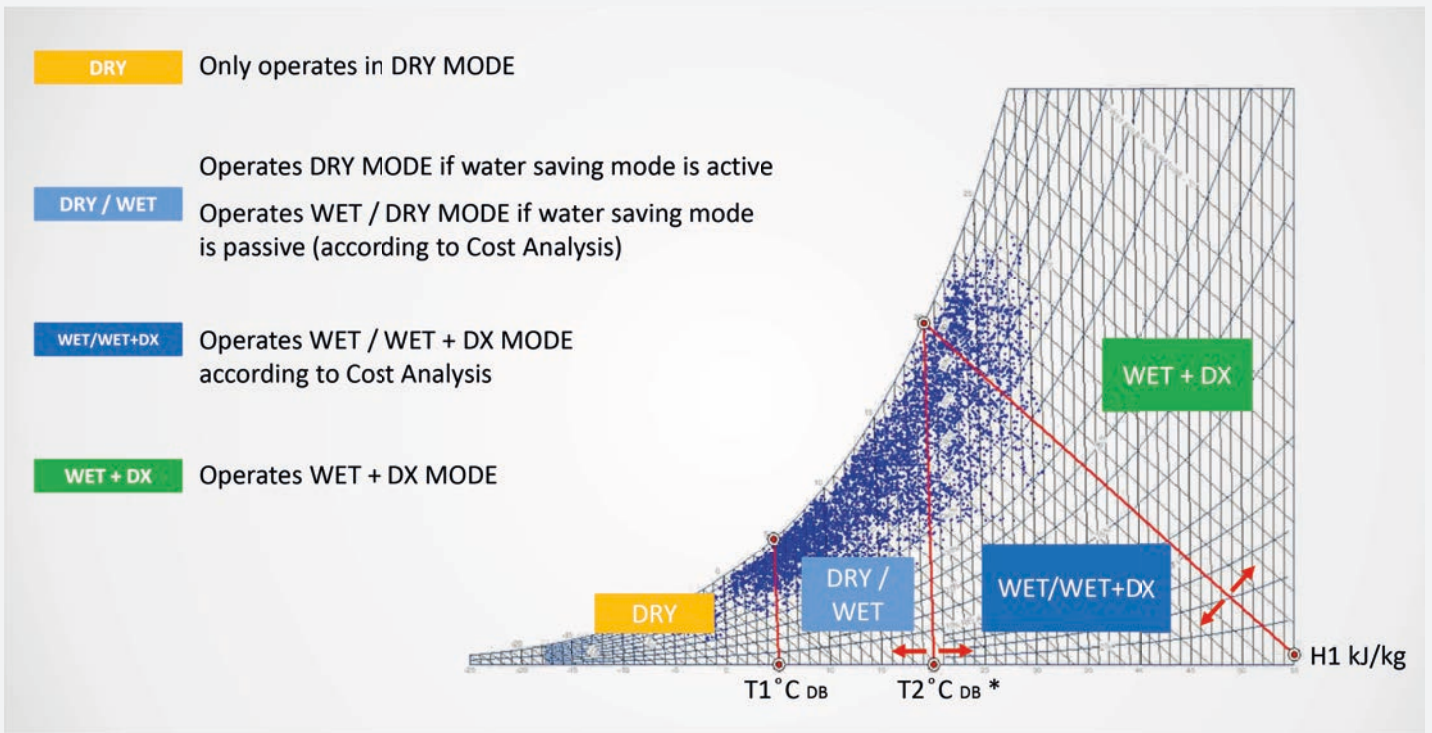 DRY
Only operates in DRY MODE
Operates DRY MODE if water saving mode is active
DRY / WET
Operates WET / DRY MODE if water saving mode
is passive (according to Cost Analysis)
WET/WET+DX
Operates WET / WET + DX MODE
according to Cost Analysis
WET + DX
Operates WET + DX MODE
WET + DX
DRY /
WET
WET/WET+DX
DRY
H1 kJ/kg
T1°C DB
T2°C DB *